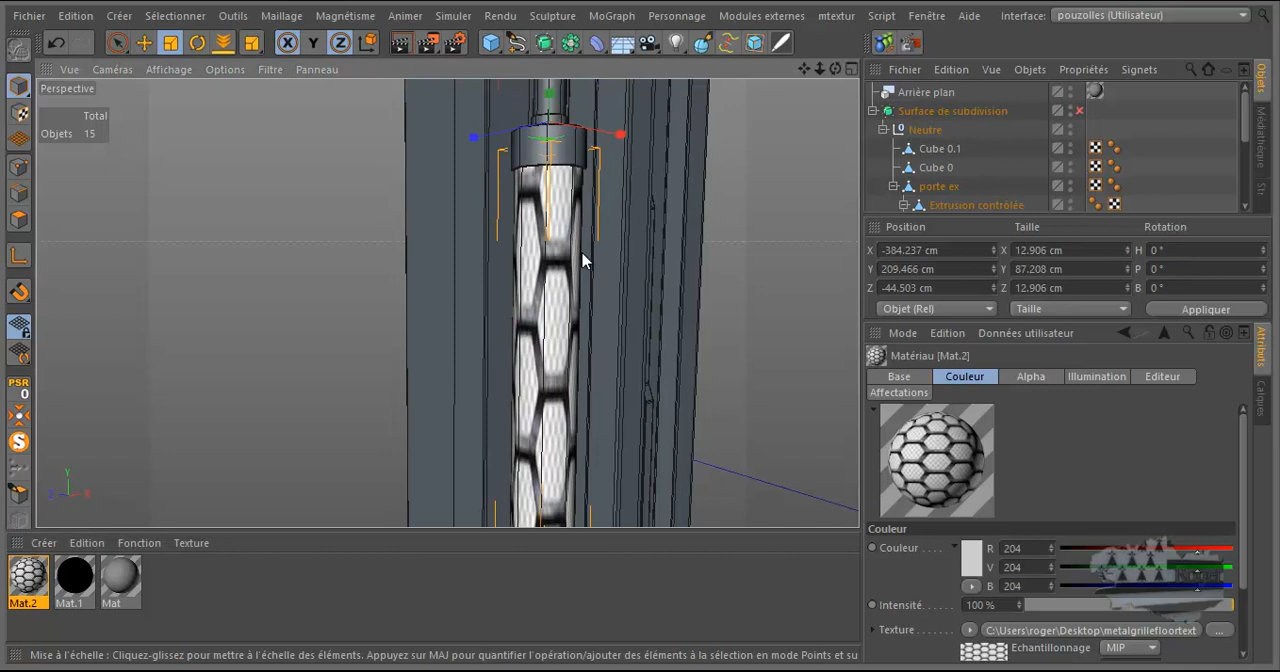 Fichier Edition Créer Sélectionner Outils Maillage Magnétisme Animer Simuler Rendu Sculpture MoGraph Personnage Modules externes mtextur Script Fenêtre Aide Interface: pouzolles (Utilisateur)
X Y Z
Vue Caméras Affichage Options Filtre Panneau
Fichier Edition Vue Objets Propriétés Signets
Perspective
Total
Objets 15
Arrière plan
Surface de subdivision
Neutre
Cube 0.1
Cube 0
porte ex
Extrusion contrôlée
Objets
Médiathèque
Str
Position Taille Rotation
X -384.237 cm X 12.906 cm H 0 °
Y 209.466 cm Y 87.208 cm P 0 °
Z -44.503 cm Z 12.906 cm B 0 °
Objet (Rel) Taille Appliquer
Mode Edition Données utilisateur
Matériau [Mat.2]
Base Couleur Alpha Illumination Editeur
Affectations
Attributs
Calques
Couleur
Couleur . . . . R 204
V 204
B 204
Intensité. . . . . . 100 %
Texture. . . . . C:\Users\roger\Desktop\metalgrillefloortext ...
Echantillonnage MIP
PSR
0
S
Y
Z X
Créer Edition Fonction Texture
Mat.2 Mat.1 Mat
Mise à l'échelle : Cliquez-glissez pour mettre à l'échelle des éléments. Appuyez sur MAJ pour quantifier l'opération/ajouter des éléments à la sélection en mode Points et su